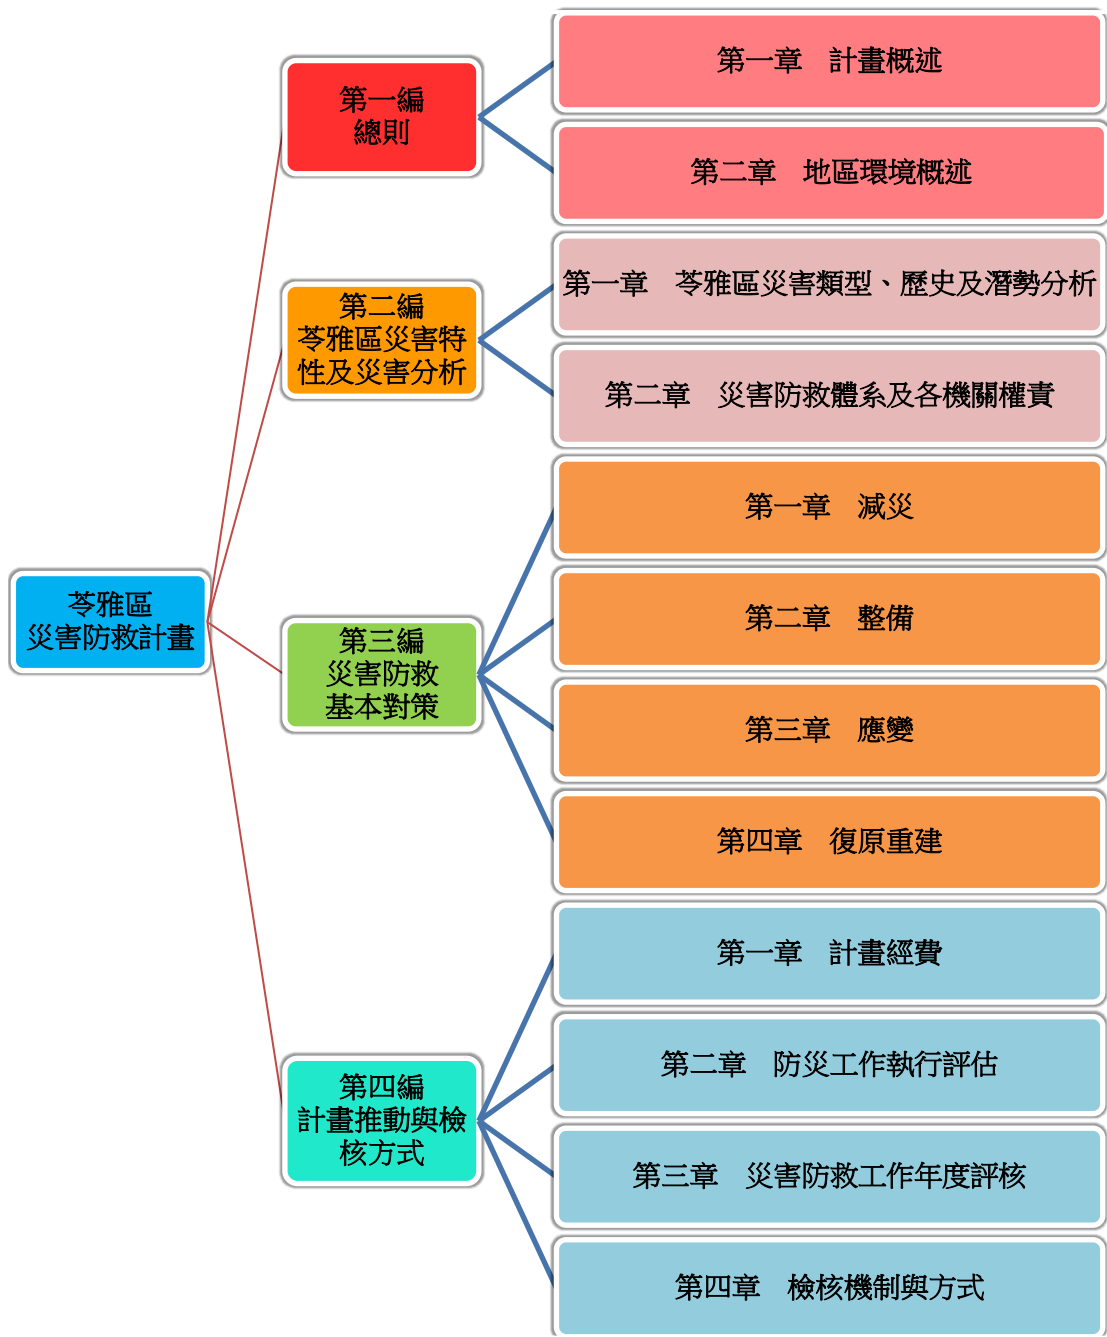 苓雅區
災害防救計畫
第一編
總則
第一章　計畫概述
第二章　地區環境概述
第二編
苓雅區災害特
性及災害分析
第一章　苓雅區災害類型、歷史及潛勢分析
第二章　災害防救體系及各機關權責
第三編
災害防救
基本對策
第一章　減災
第二章　整備
第三章　應變
第四章　復原重建
第四編
計畫推動與檢
核方式
第一章　計畫經費
第二章　防災工作執行評估
第三章　災害防救工作年度評核
第四章　檢核機制與方式